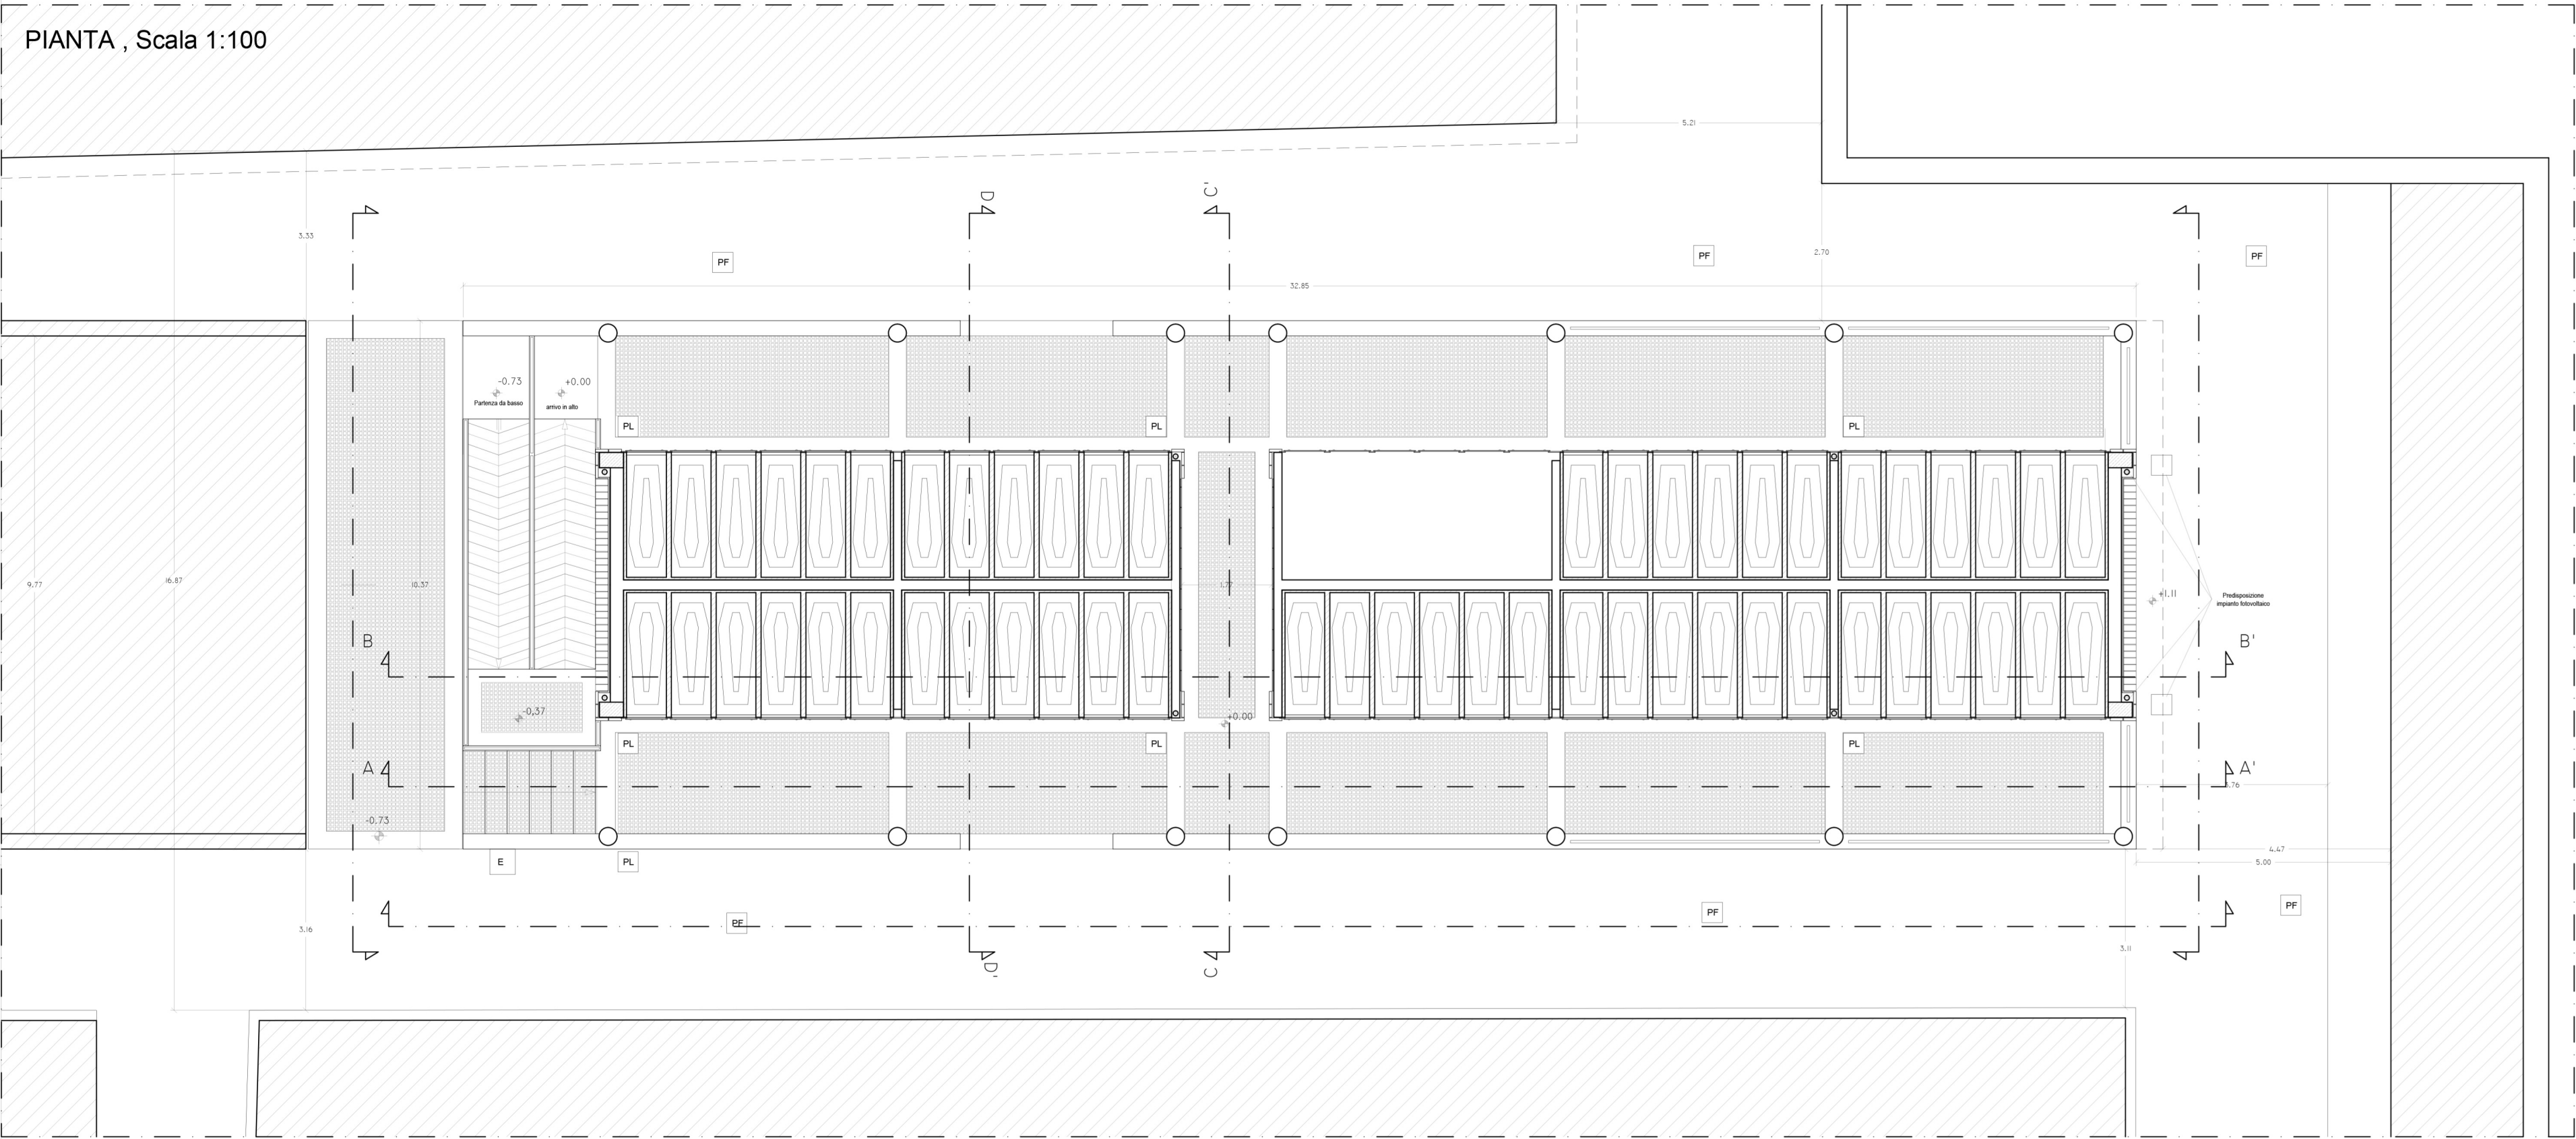 PIANTA , Scala 1:100
5.21
D
C'
3.33
PF
PF
2.70
PF
32.85
-0.73
+0.00
Partenza da basso
arrivo in alto
PL
PL
PL
9.77
16.87
10.37
1.77
+1,11
Predisposizione
impianto fotovoltaico
B
B'
-0,37
+0.00
PL
PL
PL
A
A'
-0.73
4.47
E
PL
5.00
PF
PF
PF
3.16
3.11
D'
C